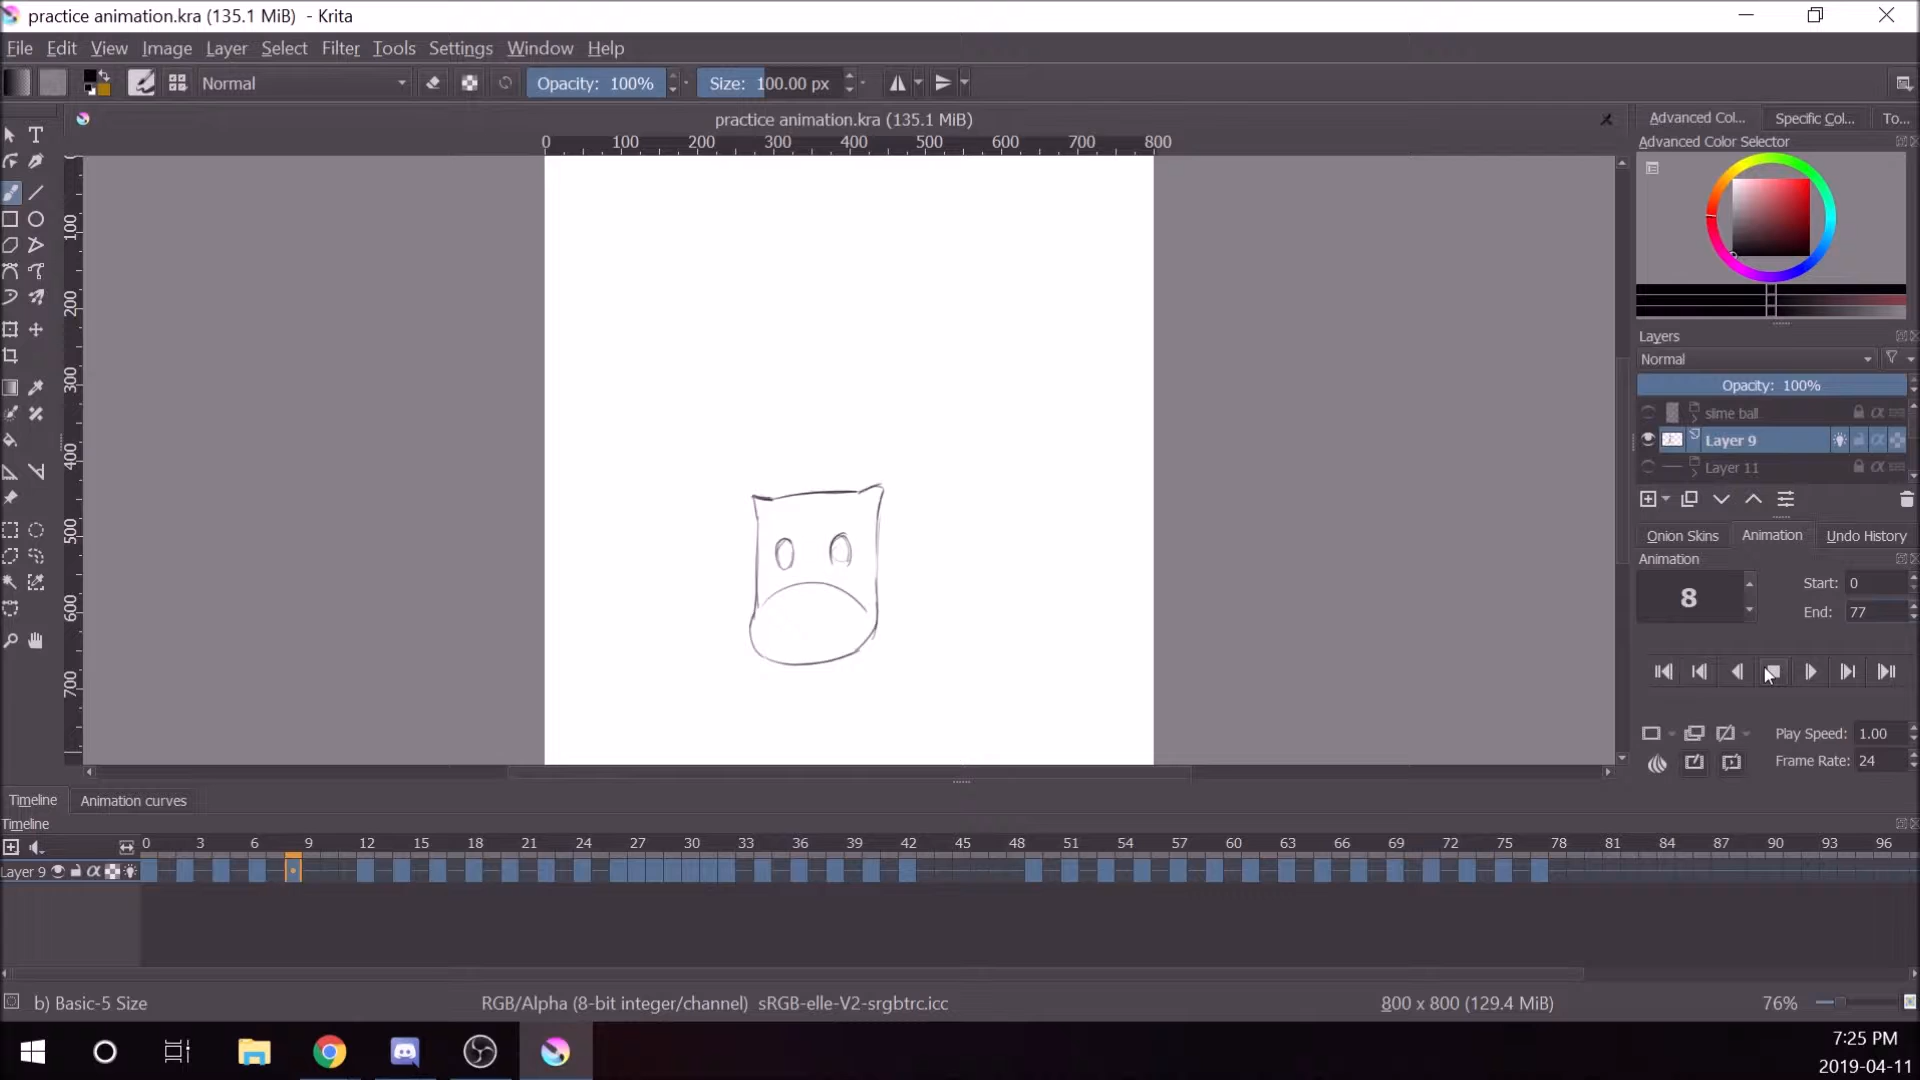 practice animation.kra (135.1 MiB) - Krita
File Edit View Image Layer Select Filter Tools Settings Window Help
Normal Opacity: 100% Size: 100.00 px
practice animation.kra (135.1 MiB)
0 100 200 300 400 500 600 700 800
100
200
300
400
500
600
700
Advanced Col... Specific Col... To...
Advanced Color Selector
Layers
Normal
Opacity: 100%
slime ball
Layer 9
Layer 11
Onion Skins Animation Undo History
Animation
8
Start: 0
End: 77
Play Speed: 1.00
Frame Rate: 24
Timeline Animation curves
Timeline
0 3 6 9 12 15 18 21 24 27 30 33 36 39 42 45 48 51 54 57 60 63 66 69 72 75 78 81 84 87 90 93 96
Layer 9
b) Basic-5 Size RGB/Alpha (8-bit integer/channel) sRGB-elle-V2-srgbtrc.icc 800 x 800 (129.4 MiB) 76%
7:25 PM
2019-04-11